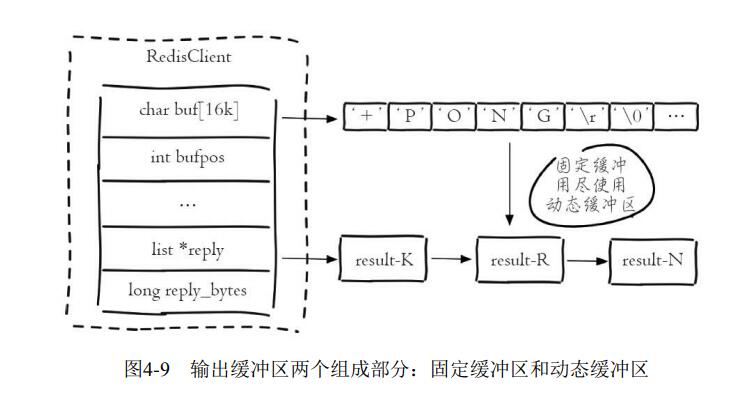 RedisClient
char buf[16k]
int bufpos
...
list *reply
long reply_bytes
'+' 'P' 'O' 'N' 'G' '\r' '\0' ...
固定缓冲
用尽使用
动态缓冲区
result-K
result-R
result-N
图4-9 输出缓冲区两个组成部分：固定缓冲区和动态缓冲区